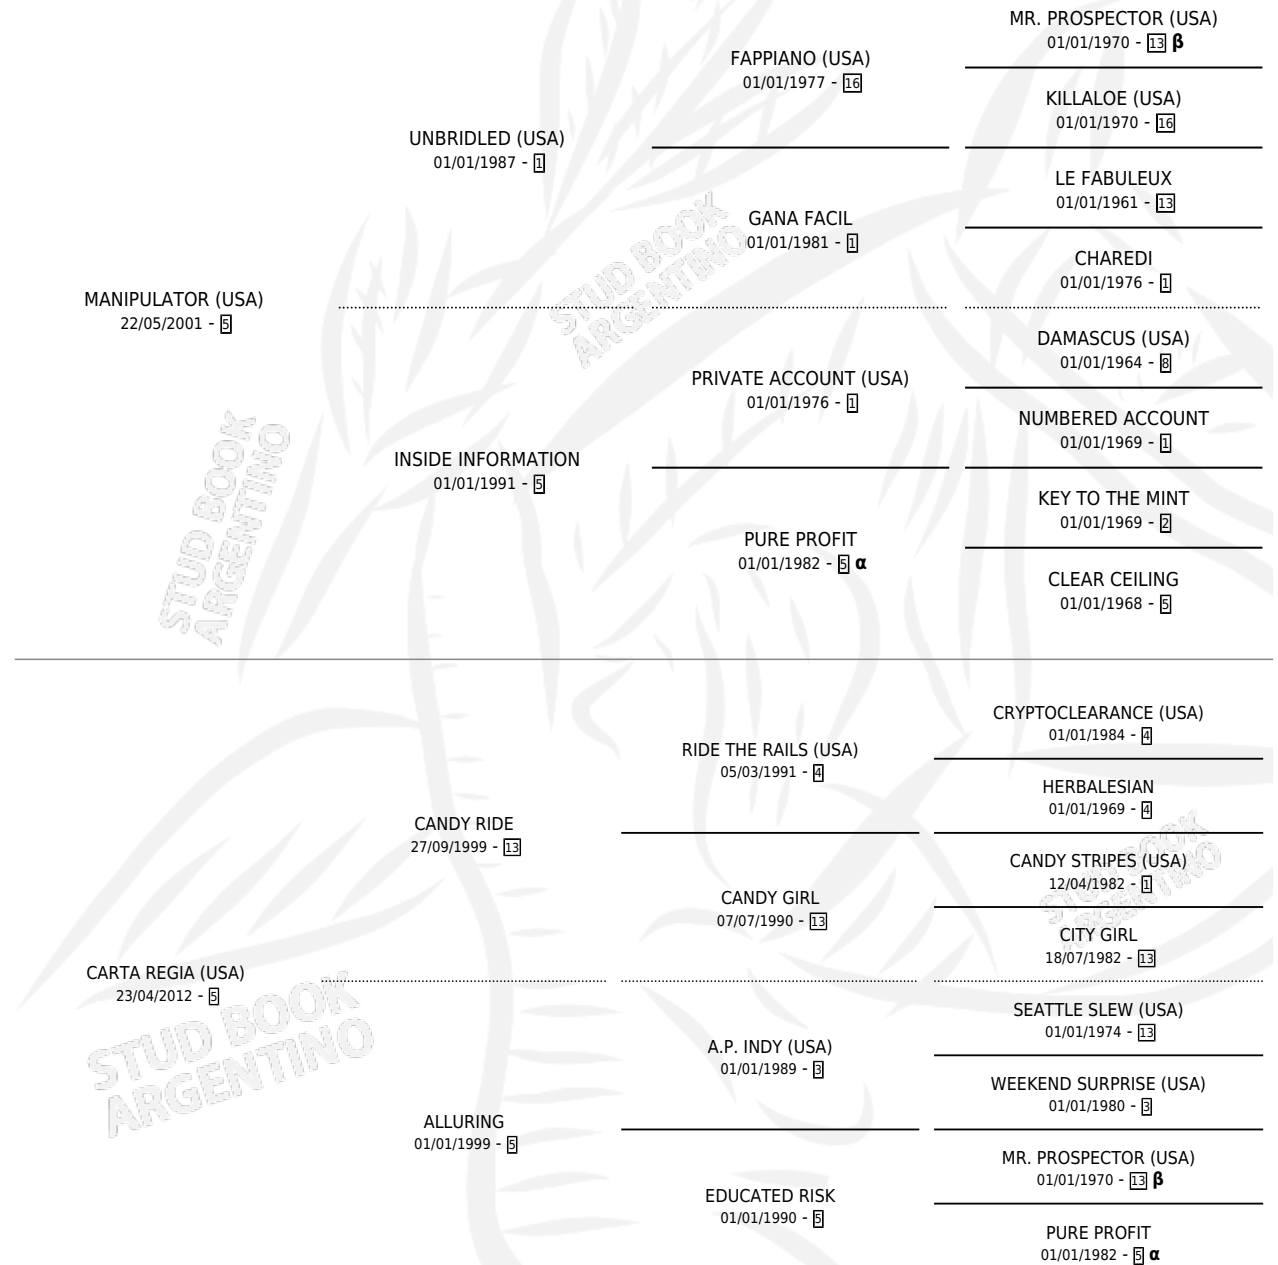 MR. PROSPECTOR (USA)
01/01/1970 - 13 β
FAPPIANO (USA)
01/01/1977 - 16
KILLALOE (USA)
01/01/1970 - 16
UNBRIDLED (USA)
01/01/1987 - 1
LE FABULEUX
01/01/1961 - 13
GANA FACIL
01/01/1981 - 1
CHAREDI
01/01/1976 - 1
MANIPULATOR (USA)
22/05/2001 - 5
DAMASCUS (USA)
01/01/1964 - 8
PRIVATE ACCOUNT (USA)
01/01/1976 - 1
NUMBERED ACCOUNT
01/01/1969 - 1
INSIDE INFORMATION
01/01/1991 - 5
KEY TO THE MINT
01/01/1969 - 2
PURE PROFIT
01/01/1982 - 5 α
CLEAR CEILING
01/01/1968 - 5
CRYPTOCLEARANCE (USA)
01/01/1984 - 4
RIDE THE RAILS (USA)
05/03/1991 - 4
HERBALESIAN
01/01/1969 - 4
CANDY RIDE
27/09/1999 - 13
CANDY STRIPES (USA)
12/04/1982 - 1
CANDY GIRL
07/07/1990 - 13
CITY GIRL
18/07/1982 - 13
CARTA REGIA (USA)
23/04/2012 - 5
SEATTLE SLEW (USA)
01/01/1974 - 13
A.P. INDY (USA)
01/01/1989 - 3
WEEKEND SURPRISE (USA)
01/01/1980 - 3
ALLURING
01/01/1999 - 5
MR. PROSPECTOR (USA)
01/01/1970 - 13 β
EDUCATED RISK
01/01/1990 - 5
PURE PROFIT
01/01/1982 - 5 α
STUD BOOK
ARGENTINO
STUD BOOK
ARGENTINO
STUD BOOK
ARGENTINO
STUD BOOK
ARGENTINO